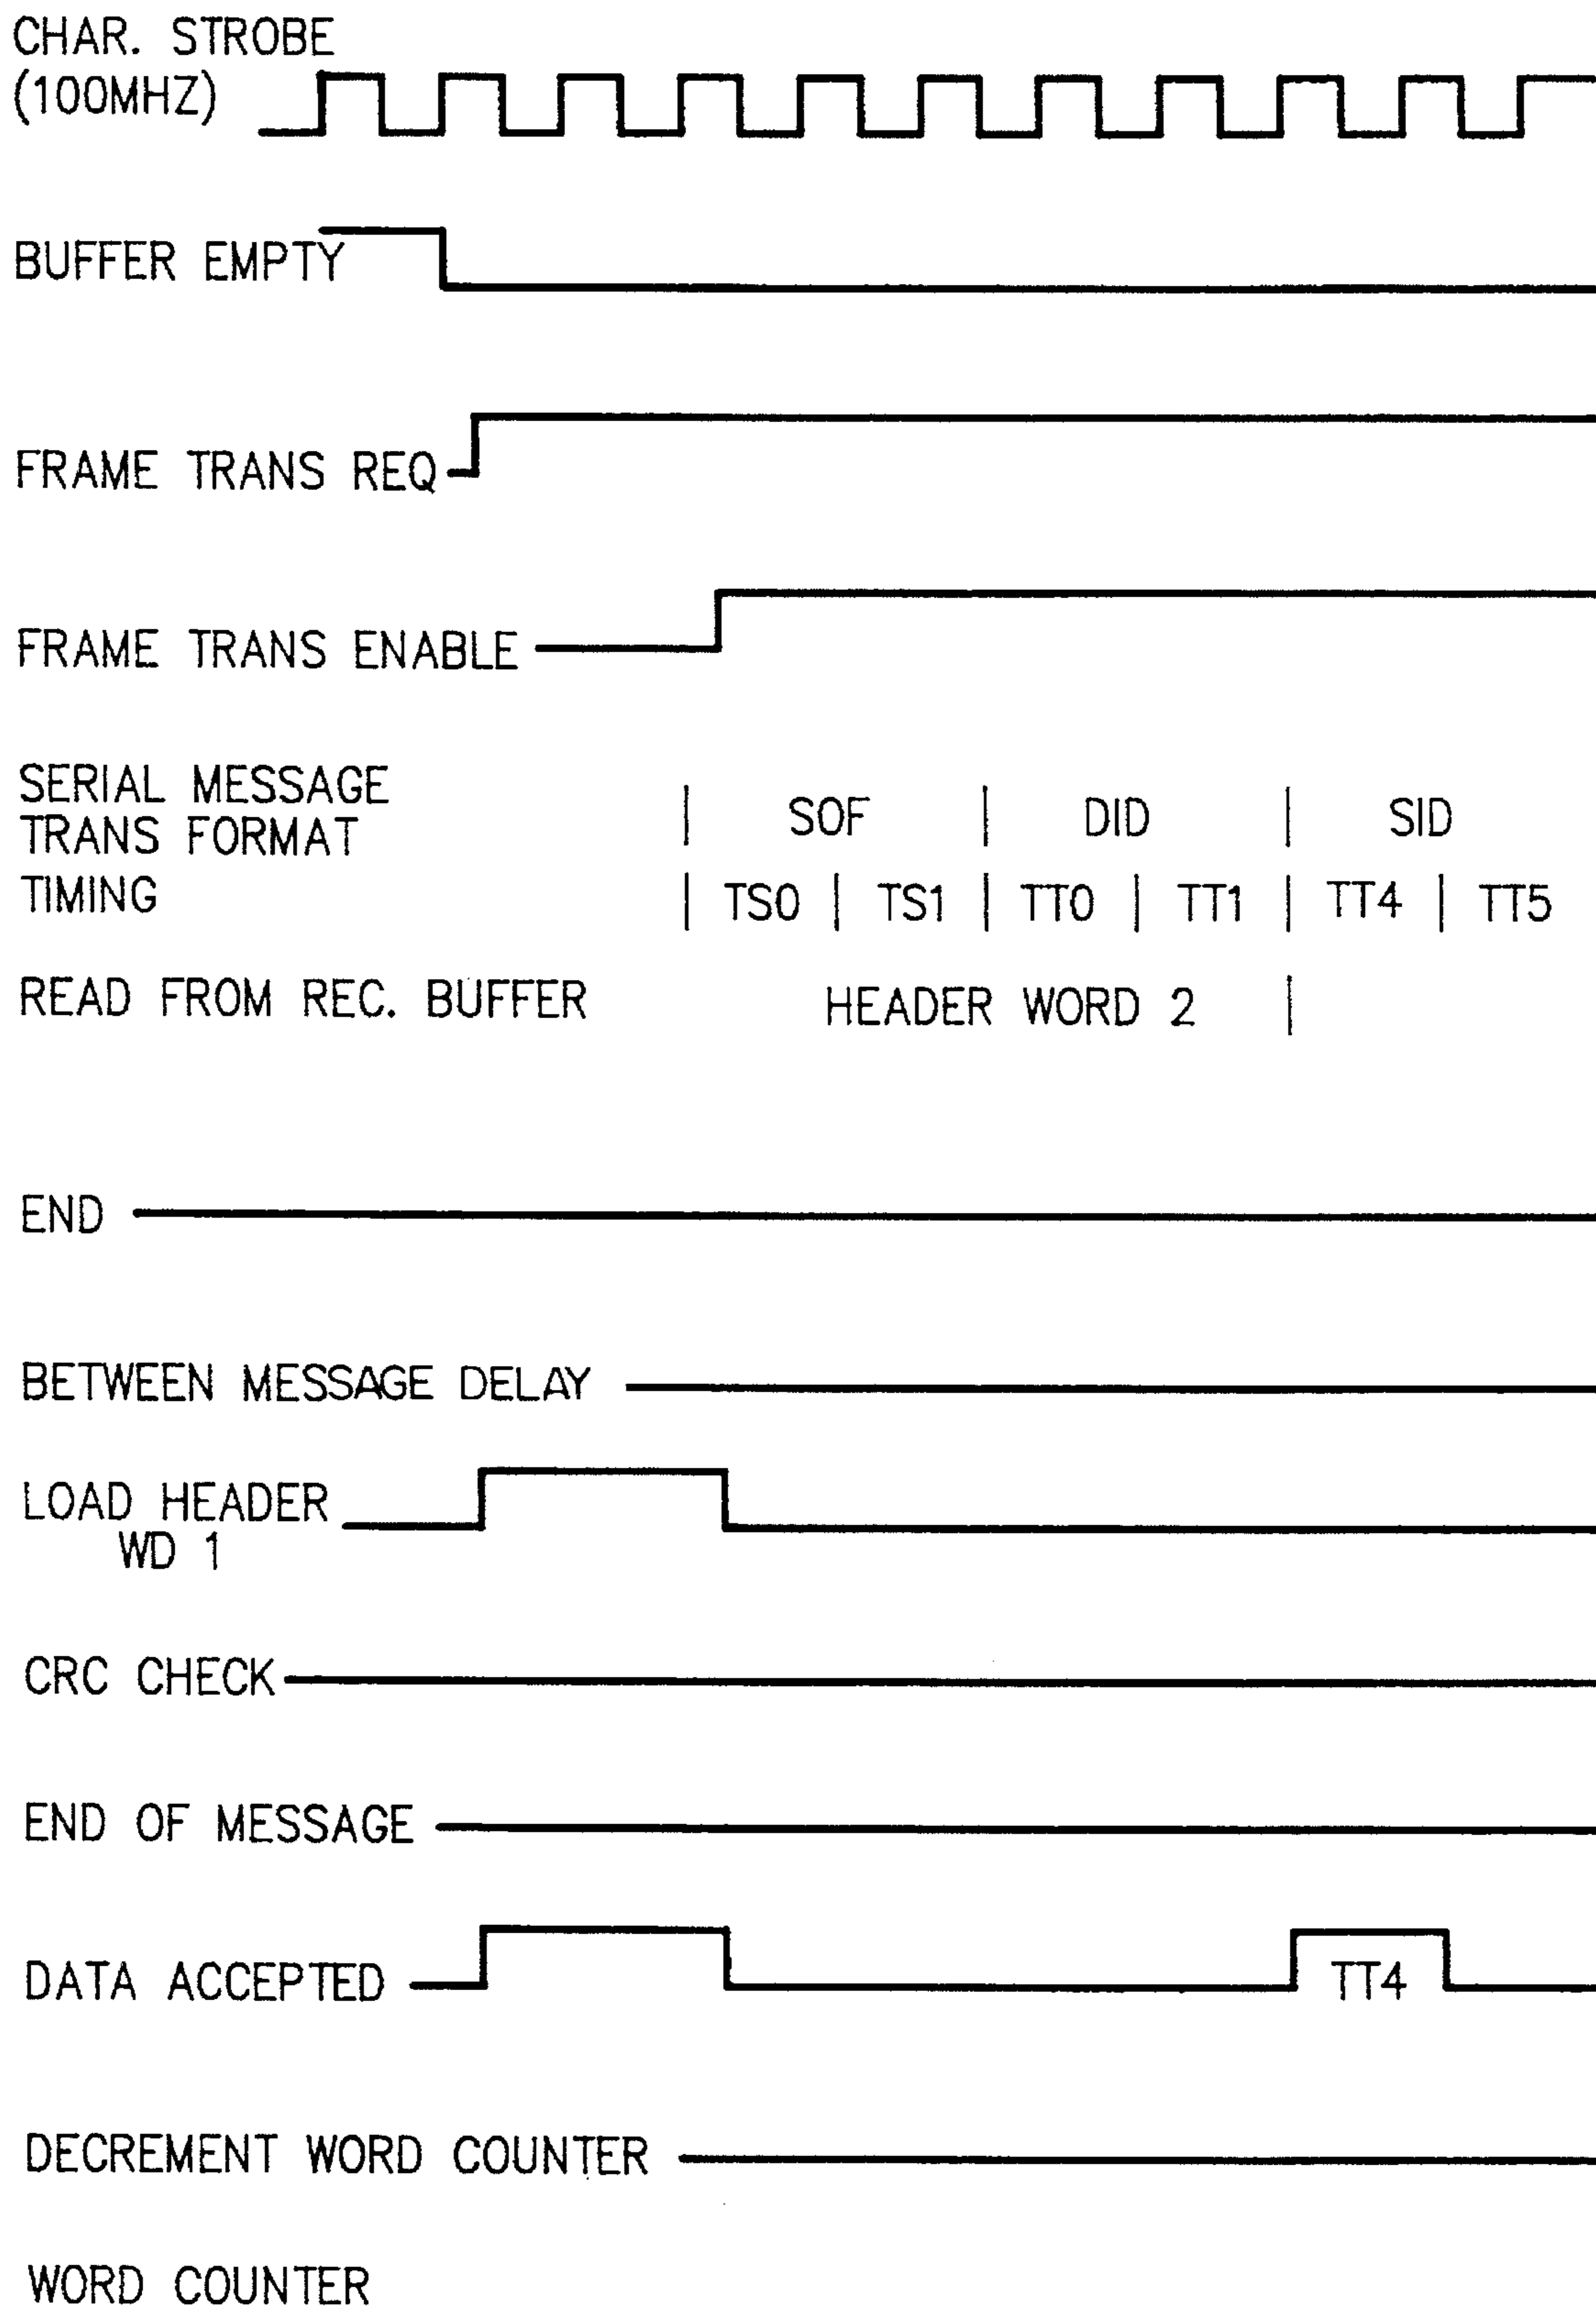 CHAR. STROBE
(100MHZ)
BUFFER EMPTY
FRAME TRANS REQ
FRAME TRANS ENABLE
SERIAL MESSAGE
TRANS FORMAT | SOF | DID | SID
TIMING | TS0 | TS1 | TT0 | TT1 | TT4 | TT5
READ FROM REC. BUFFER HEADER WORD 2 |
END
BETWEEN MESSAGE DELAY
LOAD HEADER
WD 1
CRC CHECK
END OF MESSAGE
DATA ACCEPTED TT4
DECREMENT WORD COUNTER
WORD COUNTER